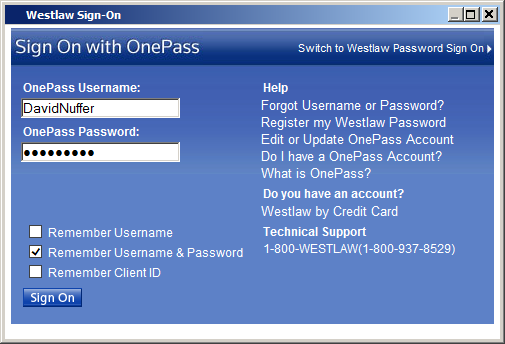 Westlaw Sign-On
Sign On with OnePass
Switch to Westlaw Password Sign On
OnePass Username:
DavidNuffer
OnePass Password:
●●●●●●●●●
Remember Username
Remember Username & Password
Remember Client ID
Sign On
Help
Forgot Username or Password?
Register my Westlaw Password
Edit or Update OnePass Account
Do I have a OnePass Account?
What is OnePass?
Do you have an account?
Westlaw by Credit Card
Technical Support
1-800-WESTLAW(1-800-937-8529)